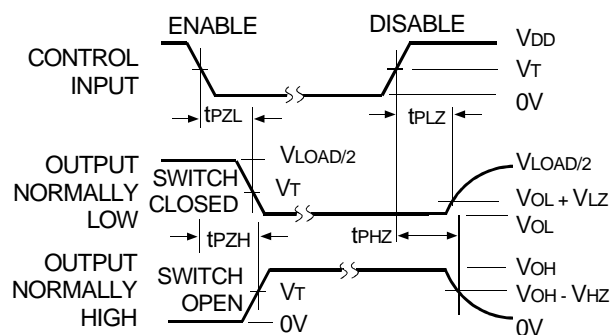 ENABLE
DISABLE
CONTROL
INPUT
VDD
VT
0V
tPZL
tPLZ
OUTPUT
NORMALLY
LOW
SWITCH
CLOSED
VLOAD/2
VT
VLOAD/2
VOL + VLZ
VOL
tPZH
tPHZ
OUTPUT
NORMALLY
HIGH
SWITCH
OPEN
VT
0V
VOH
VOH - VHZ
0V